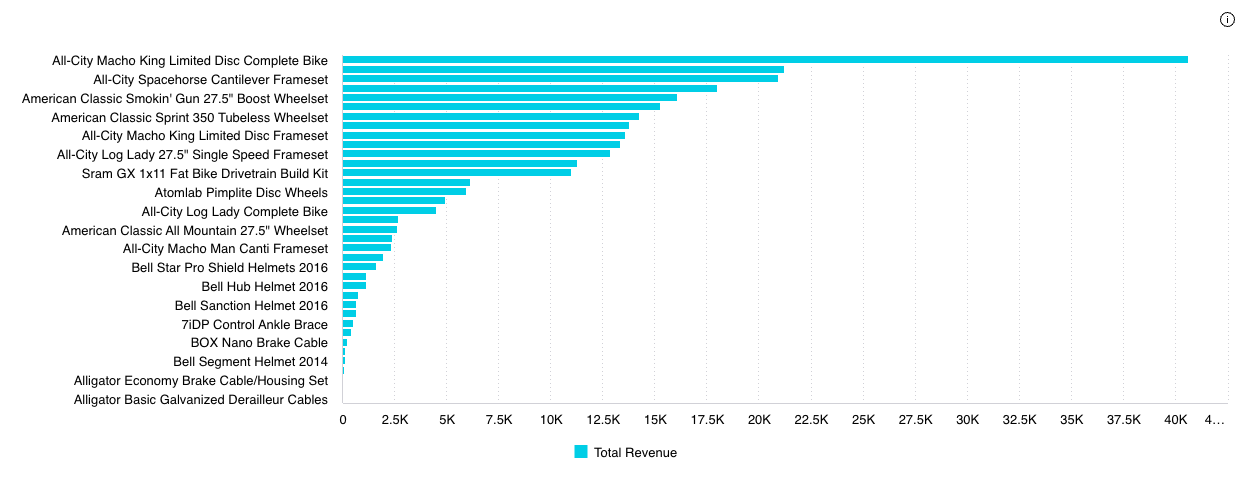 All-City Macho King Limited Disc Complete Bike
All-City Spacehorse Cantilever Frameset
American Classic Smokin' Gun 27.5" Boost Wheelset
American Classic Sprint 350 Tubeless Wheelset
All-City Macho King Limited Disc Frameset
All-City Log Lady 27.5" Single Speed Frameset
Sram GX 1x11 Fat Bike Drivetrain Build Kit
Atomlab Pimplite Disc Wheels
All-City Log Lady Complete Bike
American Classic All Mountain 27.5" Wheelset
All-City Macho Man Canti Frameset
Bell Star Pro Shield Helmets 2016
Bell Hub Helmet 2016
Bell Sanction Helmet 2016
7iDP Control Ankle Brace
BOX Nano Brake Cable
Bell Segment Helmet 2014
Alligator Economy Brake Cable/Housing Set
Alligator Basic Galvanized Derailleur Cables
0 2.5K 5K 7.5K 10K 12.5K 15K 17.5K 20K 22.5K 25K 27.5K 30K 32.5K 35K 37.5K 40K 4...
Total Revenue